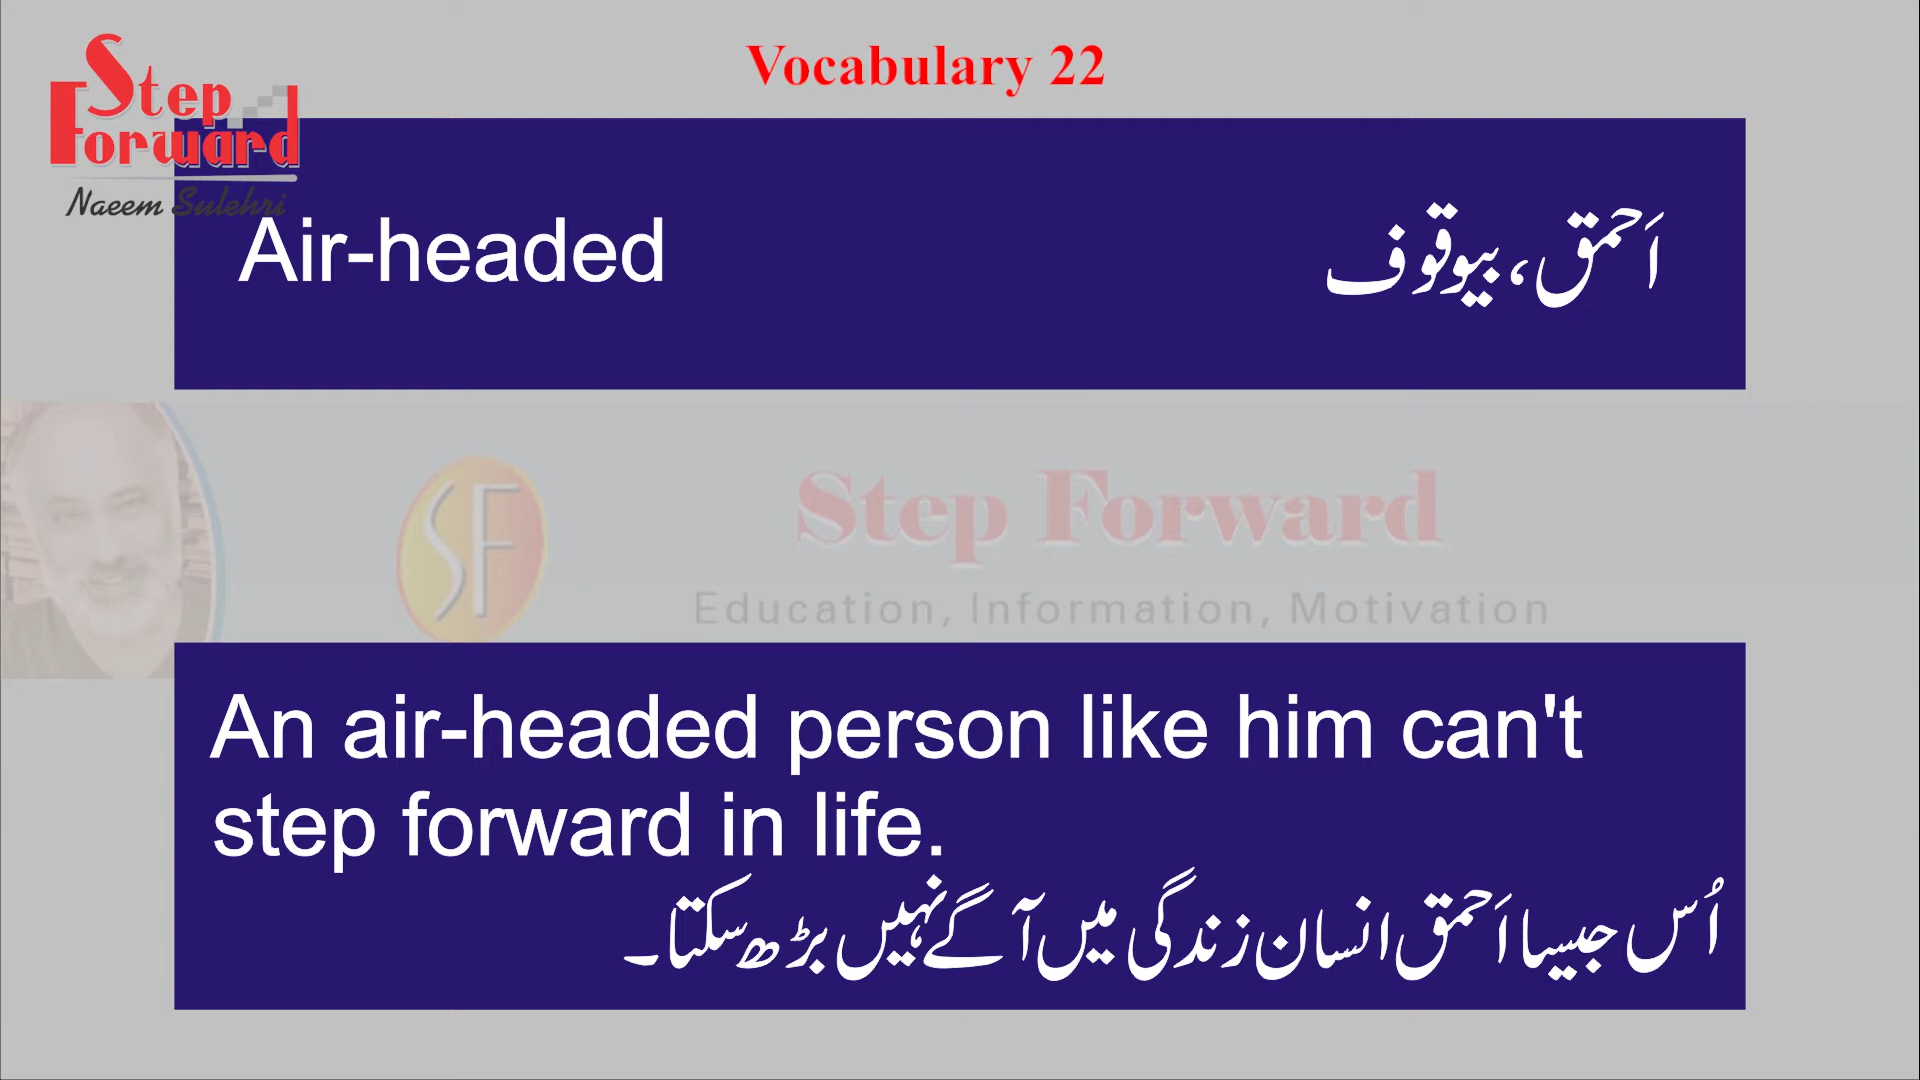 Vocabulary 22
Step
Forward
Naeem Sulehri
Air-headed
اَحمق، بیوقوف
SF
Step Forward
Education, Information, Motivation
An air-headed person like him can't
step forward in life.
اُس جیسا اَحمق انسان زندگی میں آگے نہیں بڑھ سکتا۔